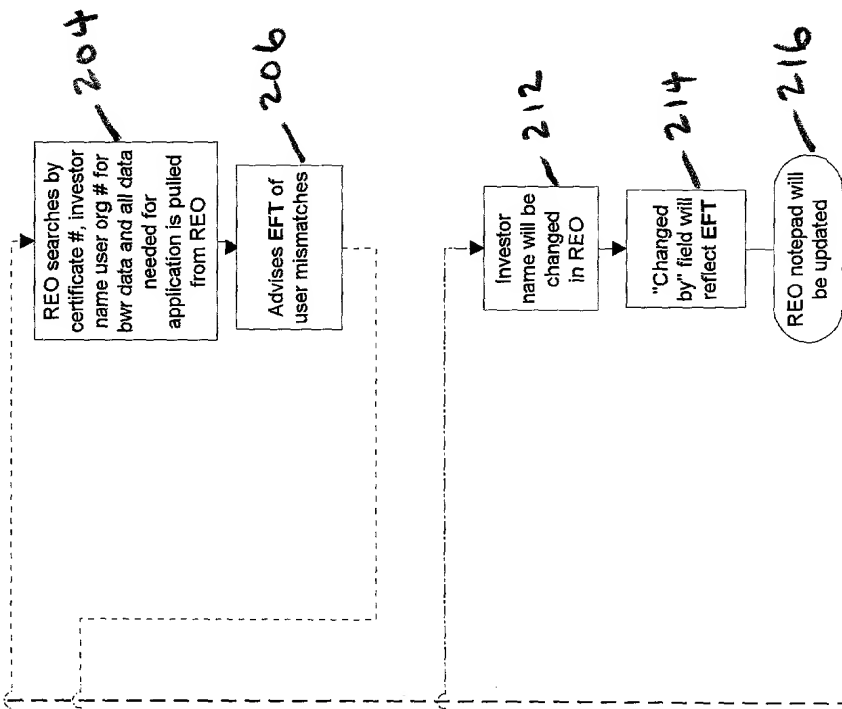 204
REO searches by
certificate #, investor
name user org # for
bwr data and all data
needed for
application is pulled
from REO
206
Advises EFT of
user mismatches
212
Investor
name will be
changed
in REO
214
"Changed
by" field will
reflect EFT
216
REO notepad will
be updated